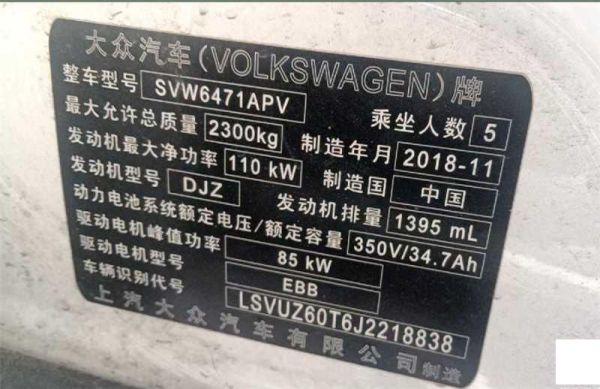 大众汽车(VOLKSWAGEN)牌
整车型号 SVW6471APV 乘坐人数 5
最大允许总质量 2300kg 制造年月 2018-11
发动机最大净功率 110 kW 制造国 中国
发动机型号 DJZ 发动机排量 1395 mL
动力电池系统额定电压/额定容量 350V/34.7Ah
驱动电机峰值功率 85 kW
驱动电机型号 EBB
车辆识别代号 LSVUZ60T6J2218838
上汽大众汽车有限公司制造